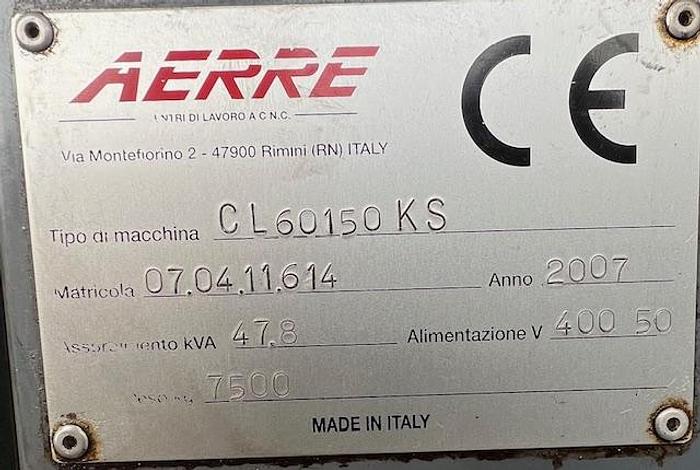 AERRE
CE
DI LAVORO A C.N.C.
Via Montefiorino 2 - 47900 Rimini (RN) ITALY
Tipo di macchina CL60150KS
Matricola 07.04.11.614 Anno 2007
kVA 47,8 Alimentazione V 400 50
7500
MADE IN ITALY